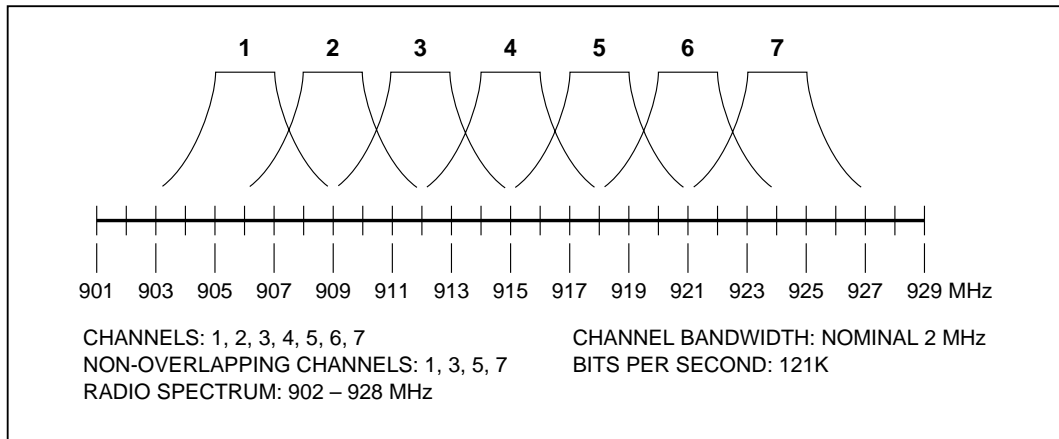 1 2 3 4 5 6 7
901 903 905 907 909 911 913 915 917 919 921 923 925 927 929 MHz
CHANNELS: 1, 2, 3, 4, 5, 6, 7
NON-OVERLAPPING CHANNELS: 1, 3, 5, 7
RADIO SPECTRUM: 902 – 928 MHz
CHANNEL BANDWIDTH: NOMINAL 2 MHz
BITS PER SECOND: 121K